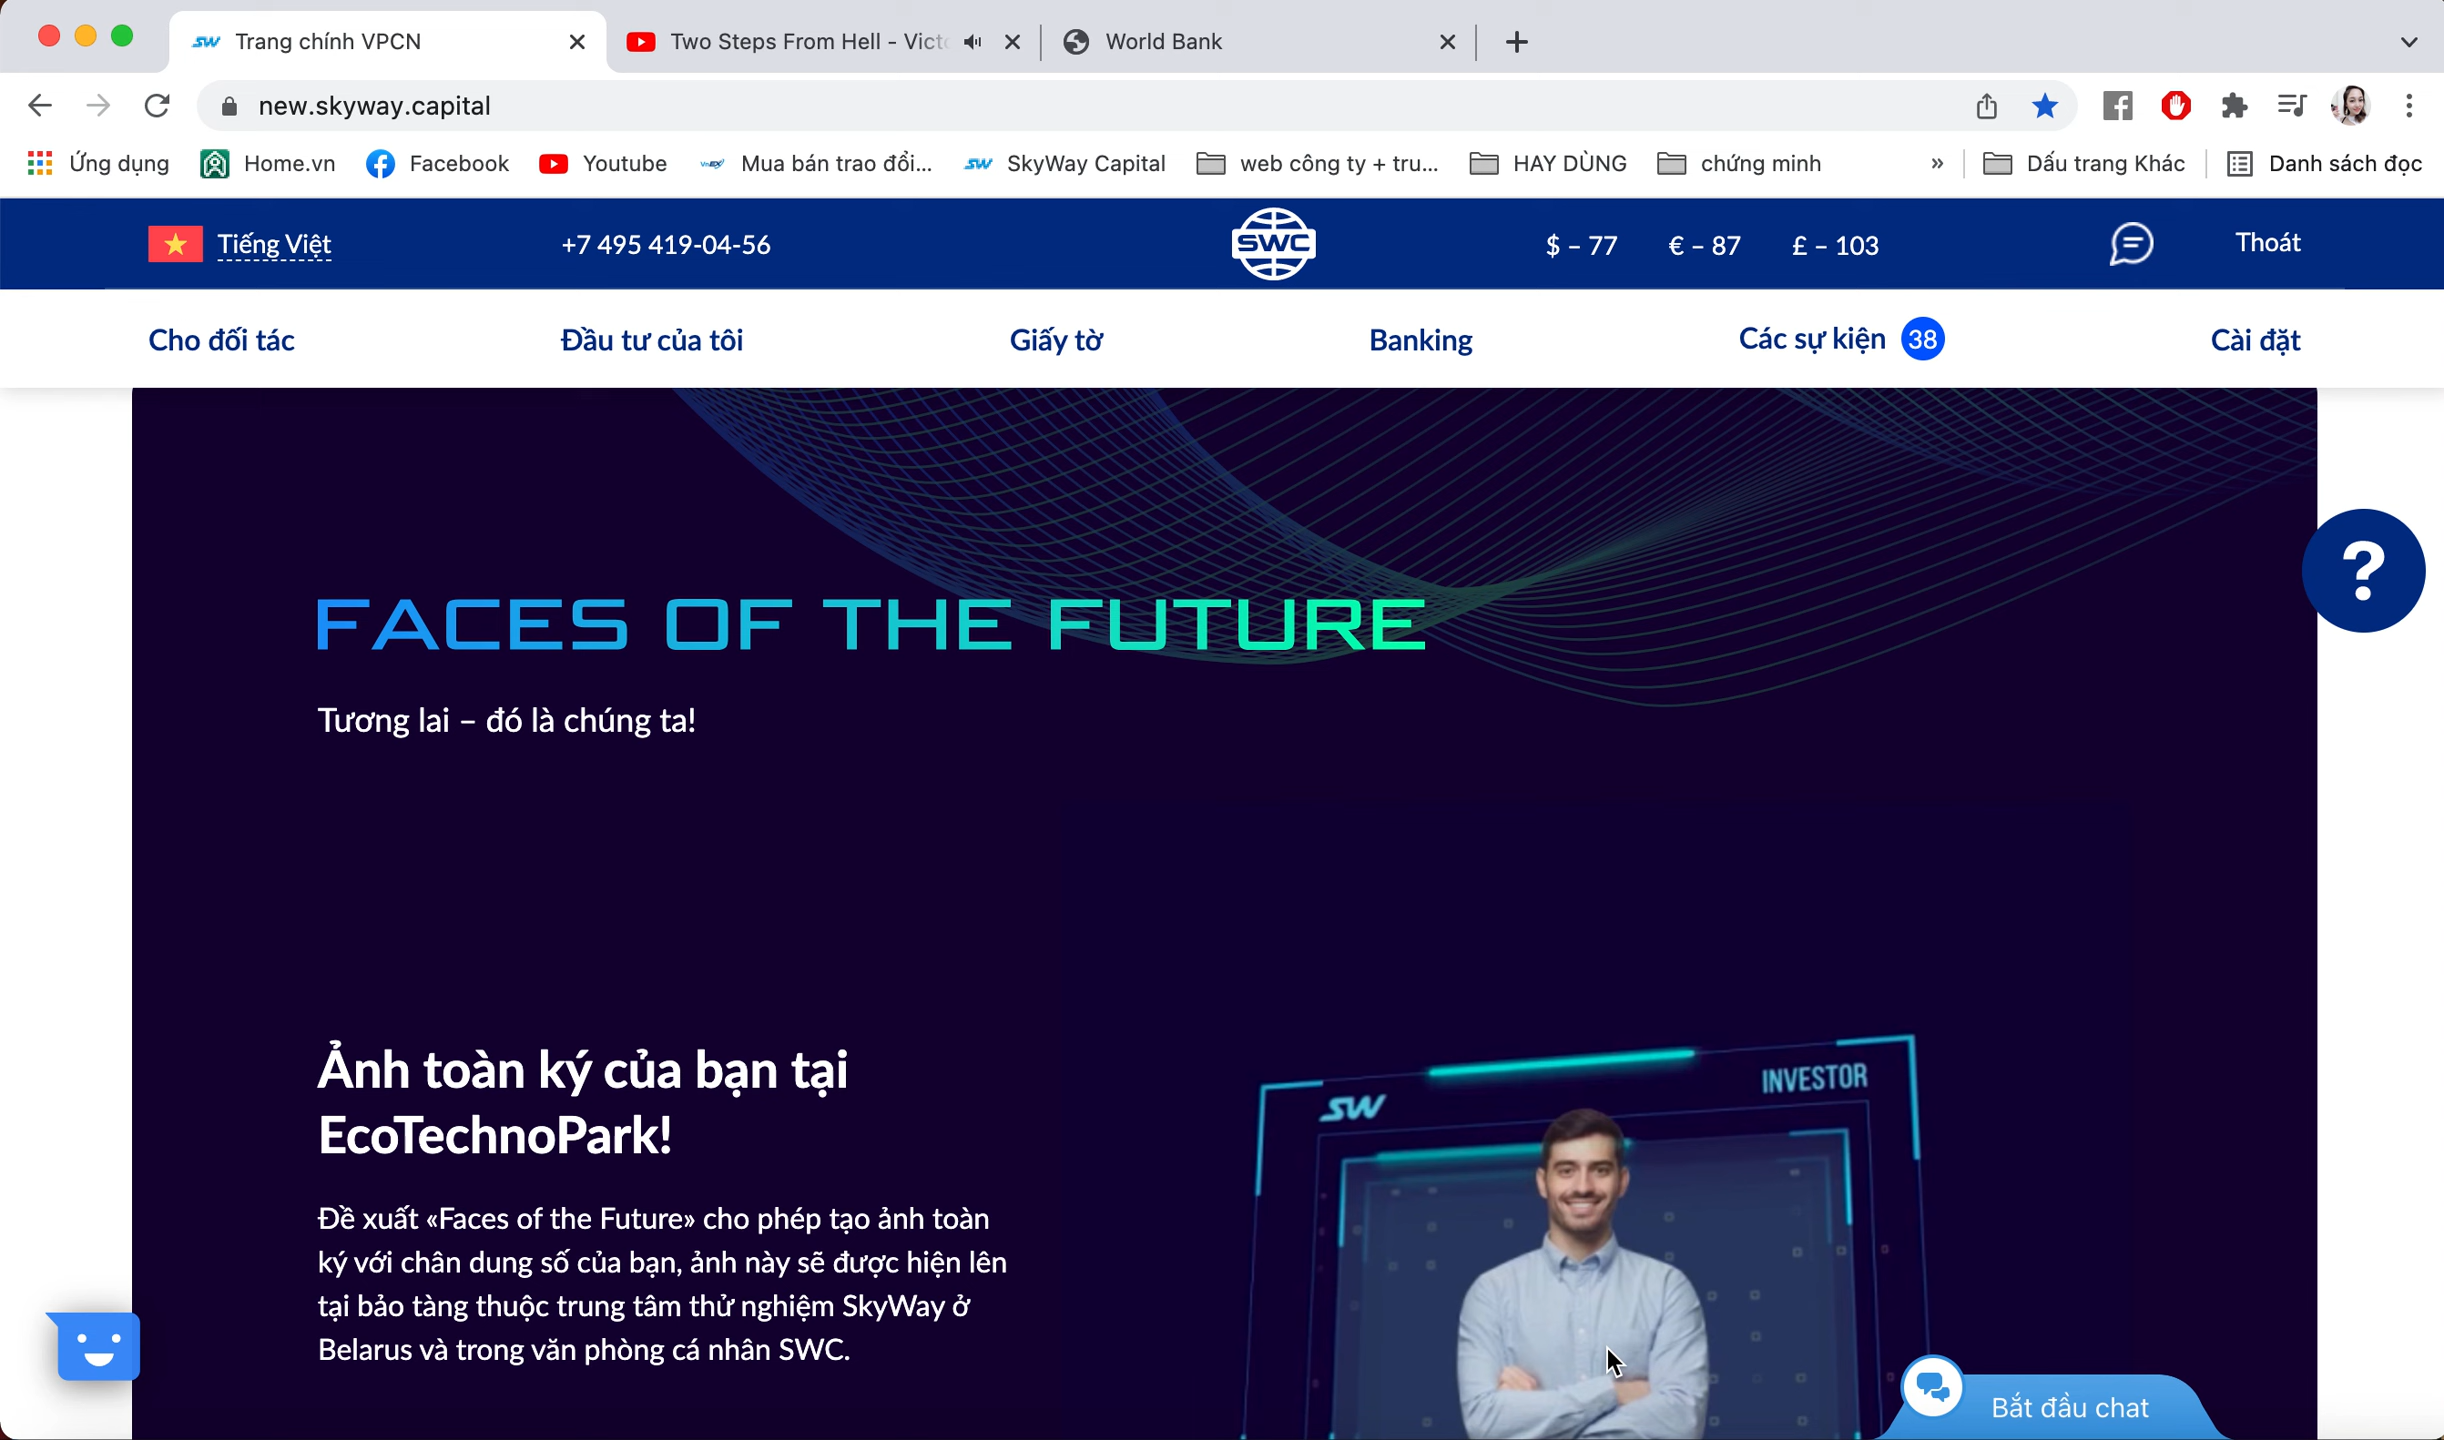 Trang chính VPCN
Two Steps From Hell - Vict
World Bank
new.skyway.capital
Ứng dụng
Home.vn
Facebook
Youtube
Mua bán trao đổi...
SkyWay Capital
web công ty + tru...
HAY DÙNG
chứng minh
»
Dấu trang Khác
Danh sách đọc
Tiếng Việt
+7 495 419-04-56
SWC
$ – 77
€ – 87
£ – 103
Thoát
Cho đối tác
Đầu tư của tôi
Giấy tờ
Banking
Các sự kiện 38
Cài đặt
?
FACES OF THE FUTURE
Tương lai – đó là chúng ta!
Ảnh toàn ký của bạn tại
EcoTechnoPark!
Đề xuất «Faces of the Future» cho phép tạo ảnh toàn
ký với chân dung số của bạn, ảnh này sẽ được hiện lên
tại bảo tàng thuộc trung tâm thử nghiệm SkyWay ở
Belarus và trong văn phòng cá nhân SWC.
SW
INVESTOR
Bắt đầu chat